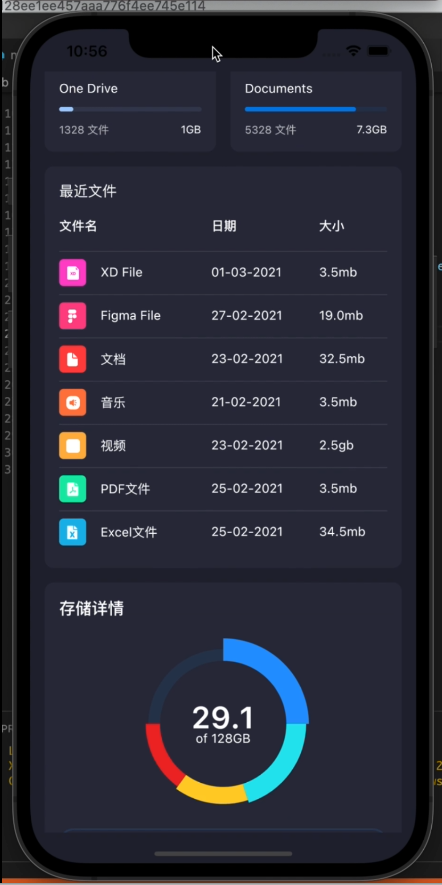 28ee1ee457aaa776f4ee745e114
10:56
One Drive
1328 文件 1GB
Documents
5328 文件 7.3GB
最近文件
文件名 日期 大小
XD File 01-03-2021 3.5mb
Figma File 27-02-2021 19.0mb
文档 23-02-2021 32.5mb
音乐 21-02-2021 3.5mb
视频 23-02-2021 2.5gb
PDF文件 25-02-2021 3.5mb
Excel文件 25-02-2021 34.5mb
存储详情
29.1
of 128GB